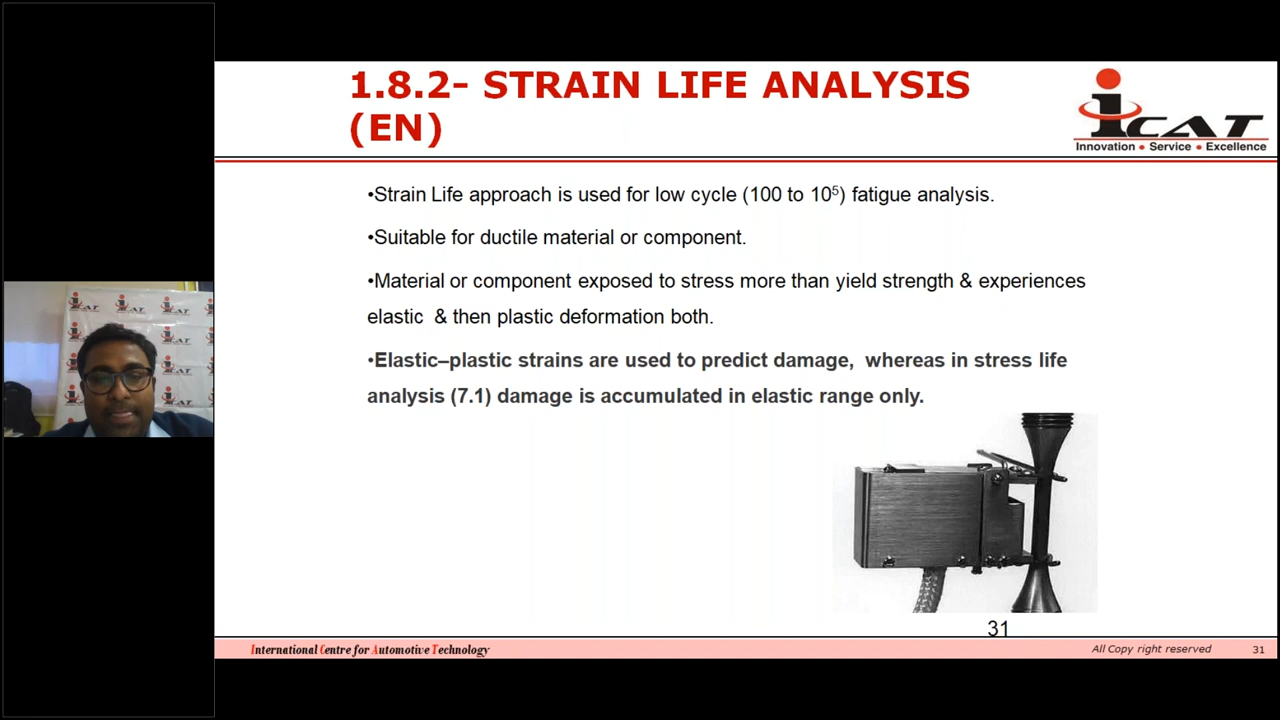 1.8.2- STRAIN LIFE ANALYSIS
(EN)
iCAT
Innovation • Service • Excellence
•Strain Life approach is used for low cycle (100 to 10⁵) fatigue analysis.
•Suitable for ductile material or component.
•Material or component exposed to stress more than yield strength & experiences
elastic & then plastic deformation both.
•Elastic–plastic strains are used to predict damage, whereas in stress life
analysis (7.1) damage is accumulated in elastic range only.
31
International Centre for Automotive Technology
All Copy right reserved
31